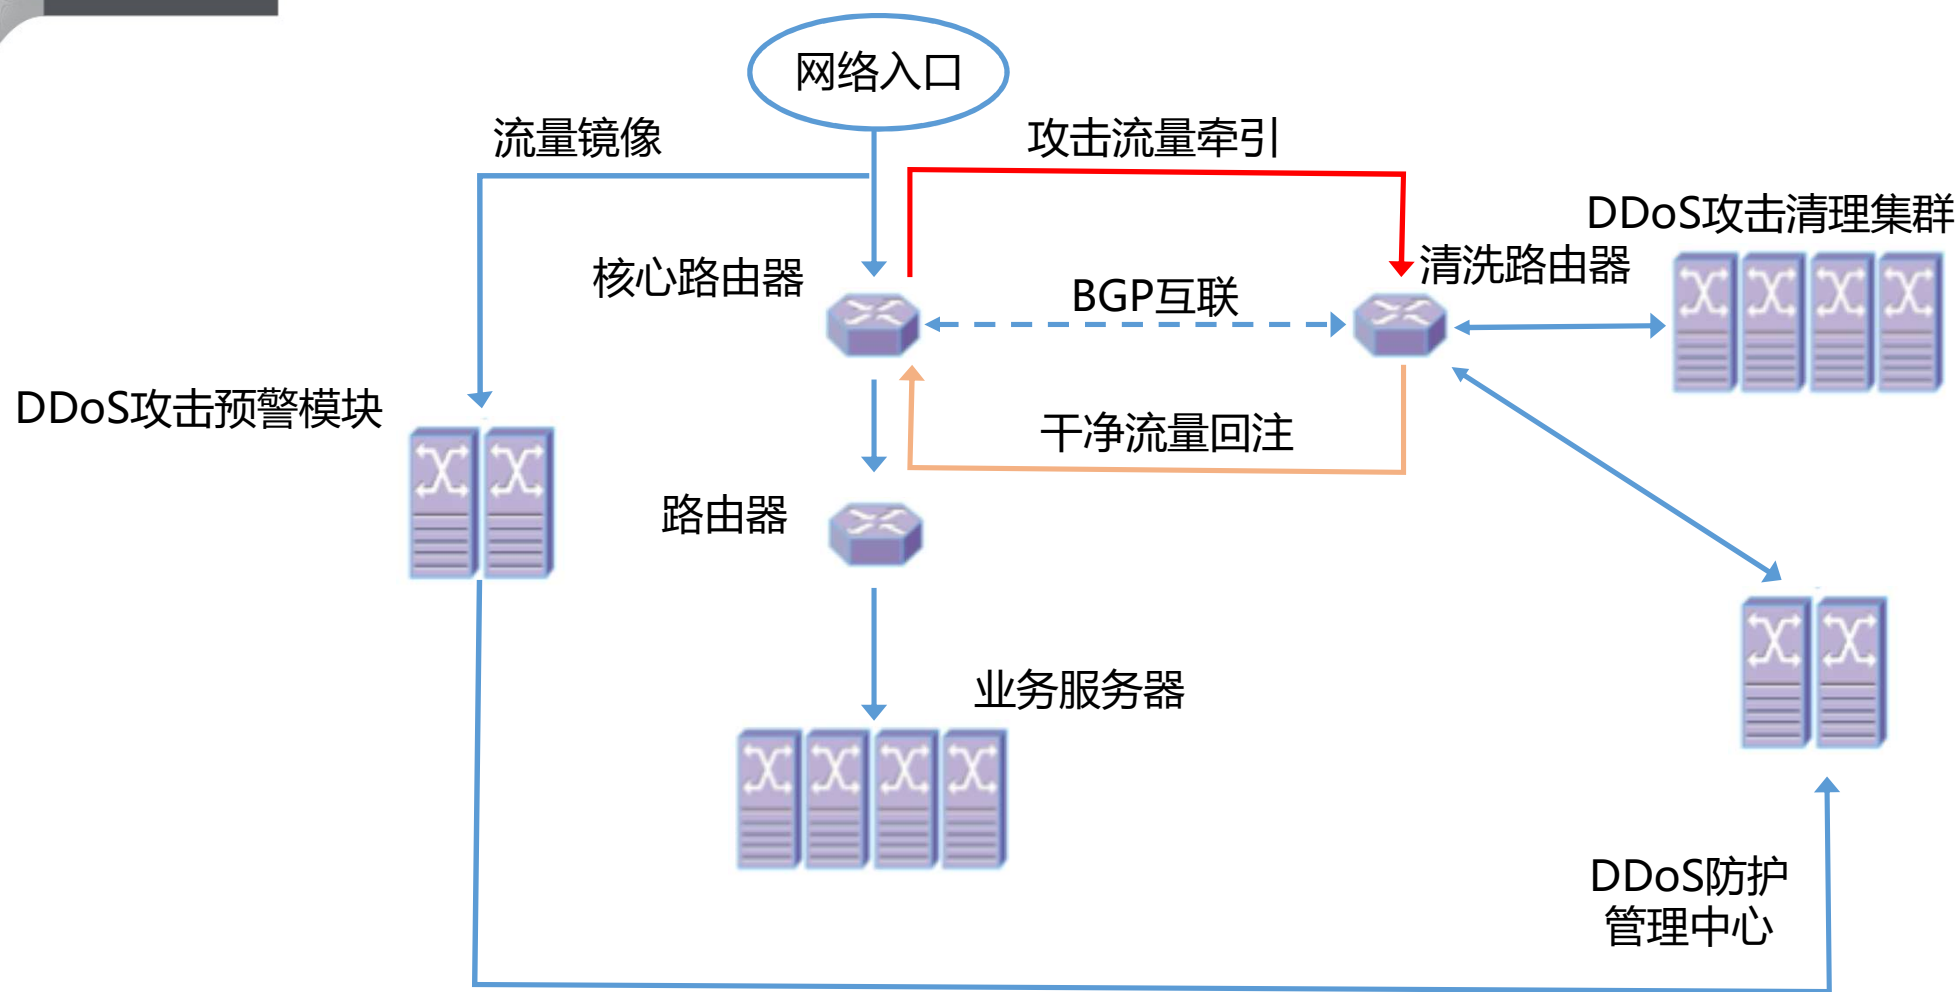 网络入口
流量镜像
攻击流量牵引
DDoS攻击清理集群
核心路由器
清洗路由器
BGP互联
DDoS攻击预警模块
干净流量回注
路由器
业务服务器
DDoS防护
管理中心